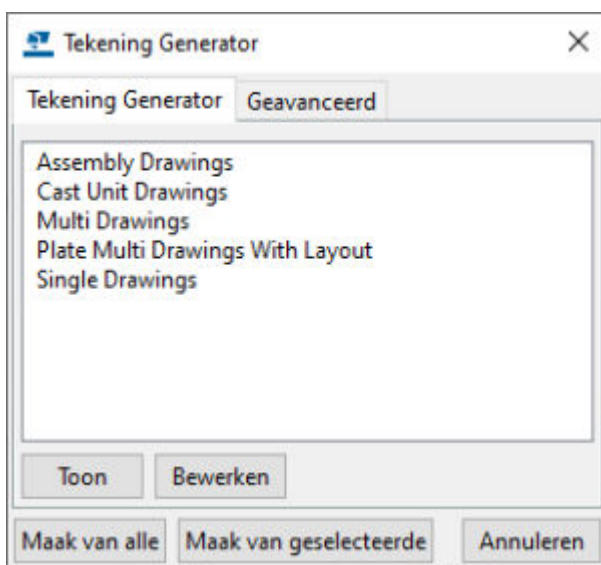 Tekening Generator
Tekening Generator Geavanceerd
Assembly Drawings
Cast Unit Drawings
Multi Drawings
Plate Multi Drawings With Layout
Single Drawings
Toon Bewerken
Maak van alle Maak van geselecteerde Annuleren